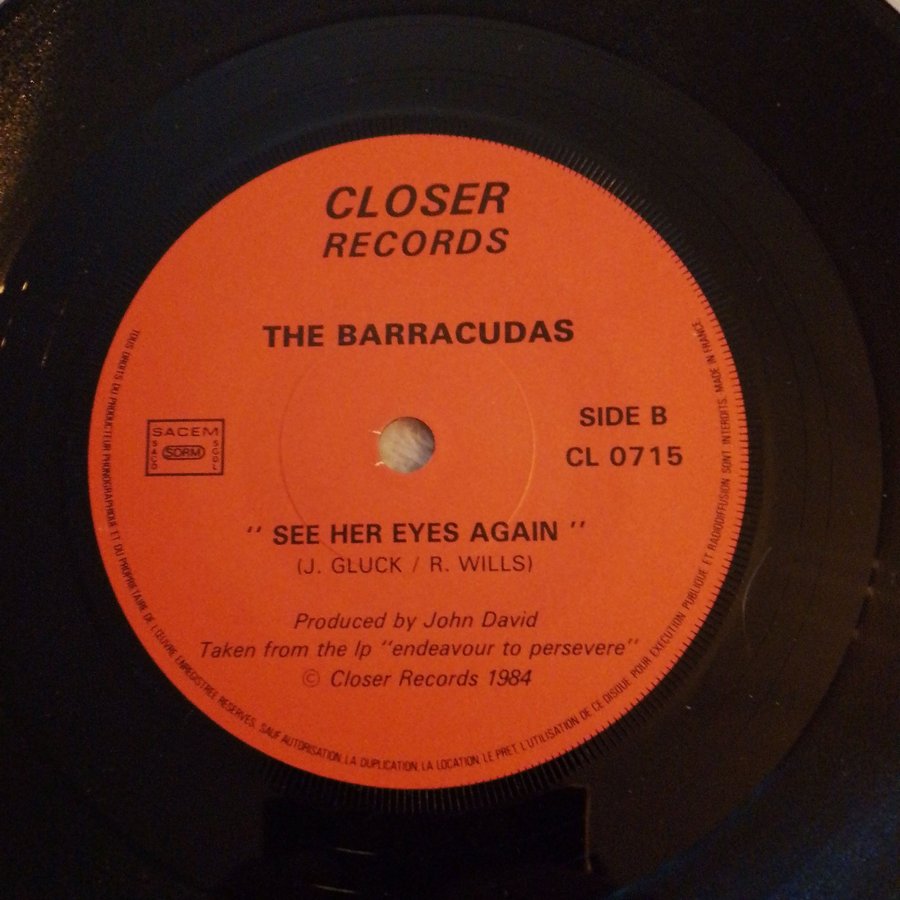 CLOSER
RECORDS
THE BARRACUDAS
SACEM
SACD
SDRM
SGDL
SIDE B
CL 0715
" SEE HER EYES AGAIN "
(J. GLUCK / R. WILLS)
Produced by John David
Taken from the lp "endeavour to persevere"
© Closer Records 1984
TOUS DROITS DU PRODUCTEUR PHONOGRAPHIQUE ET DU PROPRIETAIRE DE L'ŒUVRE ENREGISTREE RESERVES. SAUF AUTORISATION, LA DUPLICATION, LA LOCATION, LE PRET, L'UTILISATION DE CE DISQUE POUR EXECUTION PUBLIQUE ET RADIODIFFUSION SONT INTERDITS. MADE IN FRANCE.